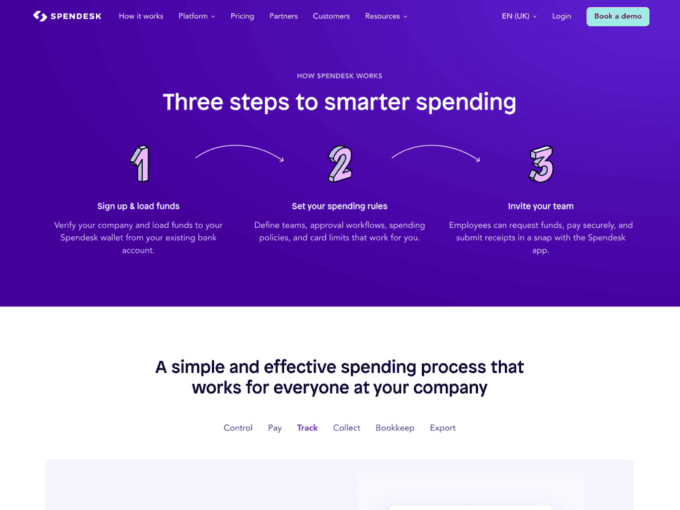 SPENDESK How it works Platform Pricing Partners Customers Resources EN (UK) Login Book a demo
HOW SPENDESK WORKS
Three steps to smarter spending
1 2 3
Sign up & load funds
Verify your company and load funds to your
Spendesk wallet from your existing bank
account.
Set your spending rules
Define teams, approval workflows, spending
policies, and card limits that work for you.
Invite your team
Employees can request funds, pay securely, and
submit receipts in a snap with the Spendesk
app.
A simple and effective spending process that
works for everyone at your company
Control Pay Track Collect Bookkeep Export